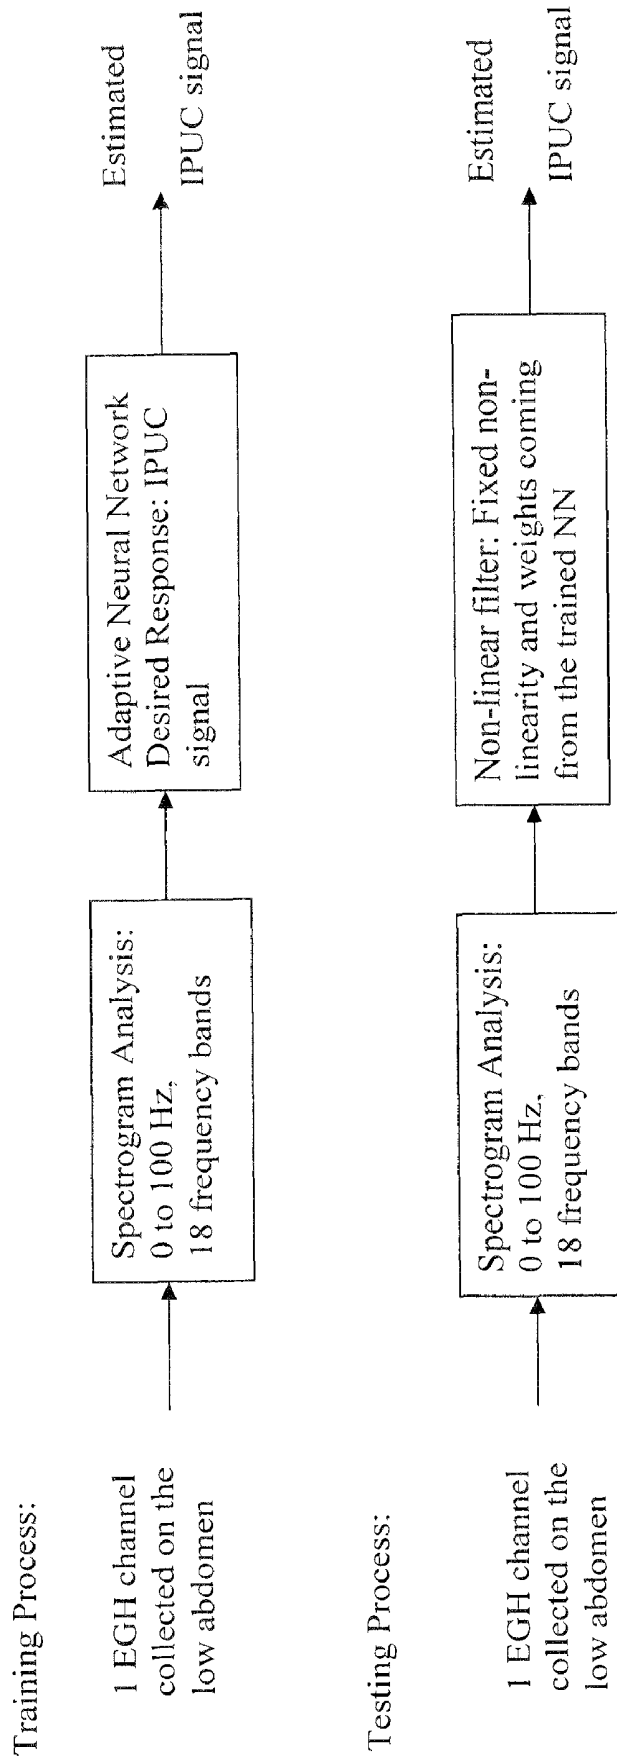 Training Process:
1 EGH channel
collected on the
low abdomen
Spectrogram Analysis:
0 to 100 Hz,
18 frequency bands
Adaptive Neural Network
Desired Response: IPUC
signal
Estimated
IPUC signal
Testing Process:
1 EGH channel
collected on the
low abdomen
Spectrogram Analysis:
0 to 100 Hz,
18 frequency bands
Non-linear filter: Fixed non-
linearity and weights coming
from the trained NN
Estimated
IPUC signal